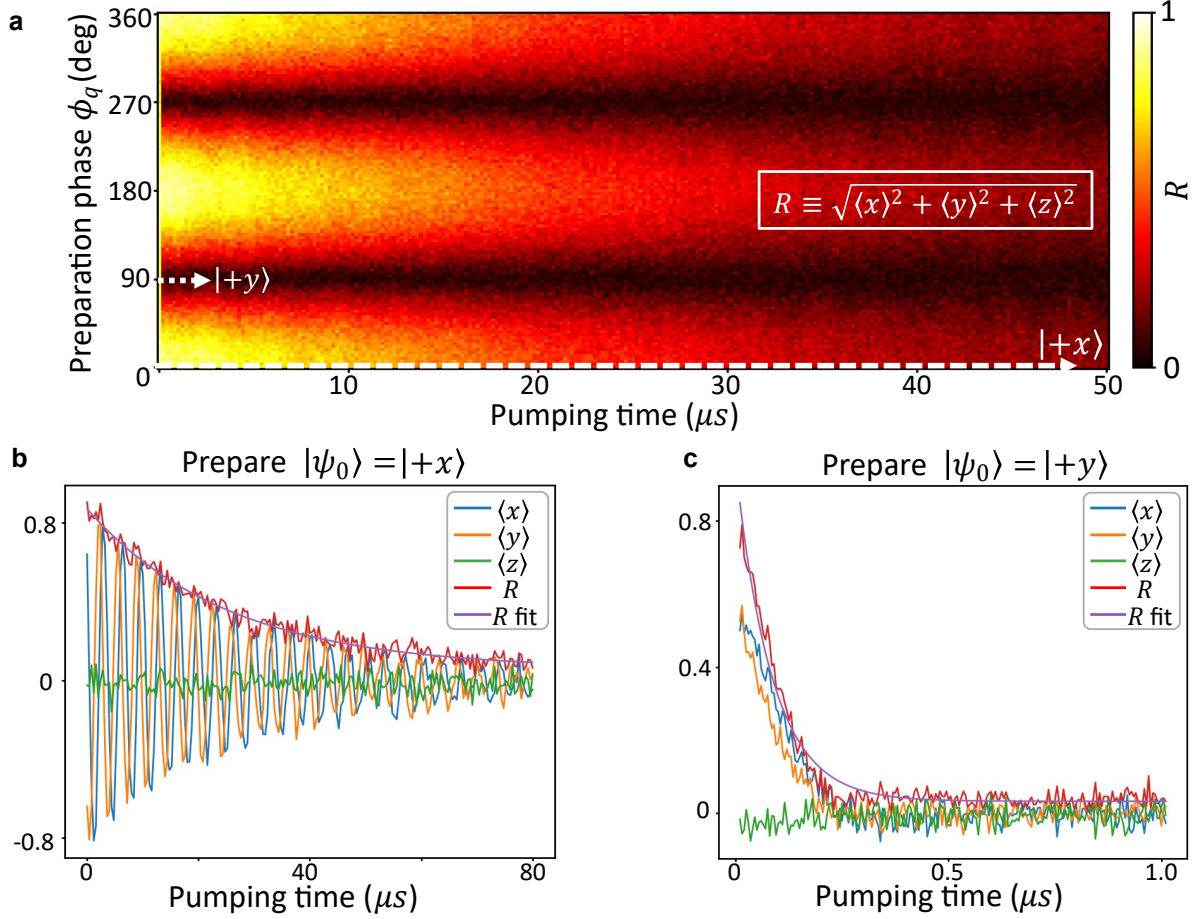 a
360
270
180
90
0
Preparation phase ϕ_q (deg)
|+y⟩
R ≡ √⟨x⟩² + ⟨y⟩² + ⟨z⟩²
|+x⟩
10
20
30
40
50
Pumping time (μs)
1
R
0
b
Prepare |ψ₀⟩ = |+x⟩
0.8
0
-0.8
⟨x⟩
⟨y⟩
⟨z⟩
R
R fit
0
40
80
Pumping time (μs)
c
Prepare |ψ₀⟩ = |+y⟩
0.8
0.4
0
⟨x⟩
⟨y⟩
⟨z⟩
R
R fit
0
0.5
1.0
Pumping time (μs)